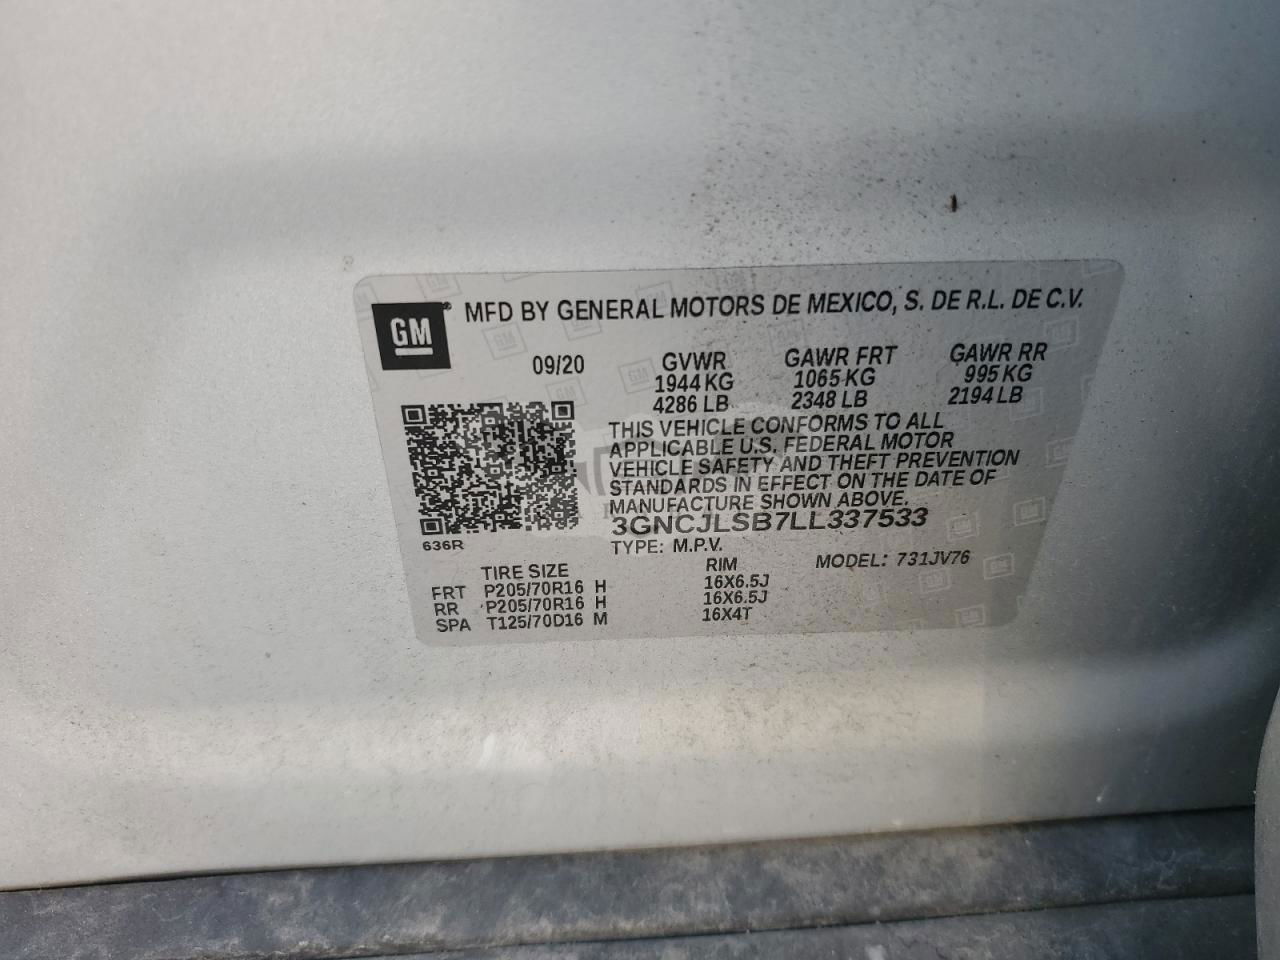 GM
MFD BY GENERAL MOTORS DE MEXICO, S. DE R.L. DE C.V.
09/20 GVWR GAWR FRT GAWR RR
1944 KG 1065 KG 995 KG
4286 LB 2348 LB 2194 LB
THIS VEHICLE CONFORMS TO ALL
APPLICABLE U.S. FEDERAL MOTOR
VEHICLE SAFETY AND THEFT PREVENTION
STANDARDS IN EFFECT ON THE DATE OF
MANUFACTURE SHOWN ABOVE.
3GNCJLSB7LL337533
636R
TYPE: M.P.V. MODEL: 731JV76
TIRE SIZE RIM
FRT P205/70R16 H 16X6.5J
RR P205/70R16 H 16X6.5J
SPA T125/70D16 M 16X4T